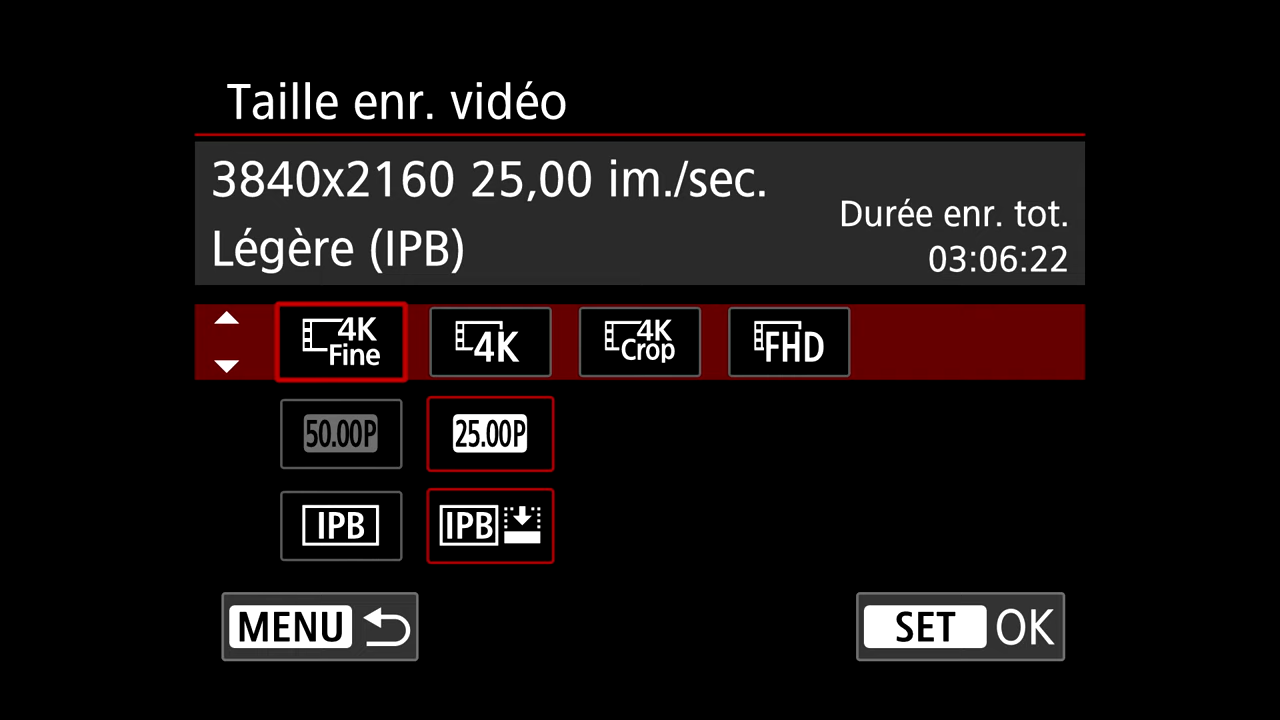 Taille enr. vidéo
3840x2160 25,00 im./sec.
Légère (IPB)
Durée enr. tot.
03:06:22
4K Fine
4K
4K Crop
FHD
50.00P
25.00P
IPB
IPB
MENU
SET OK